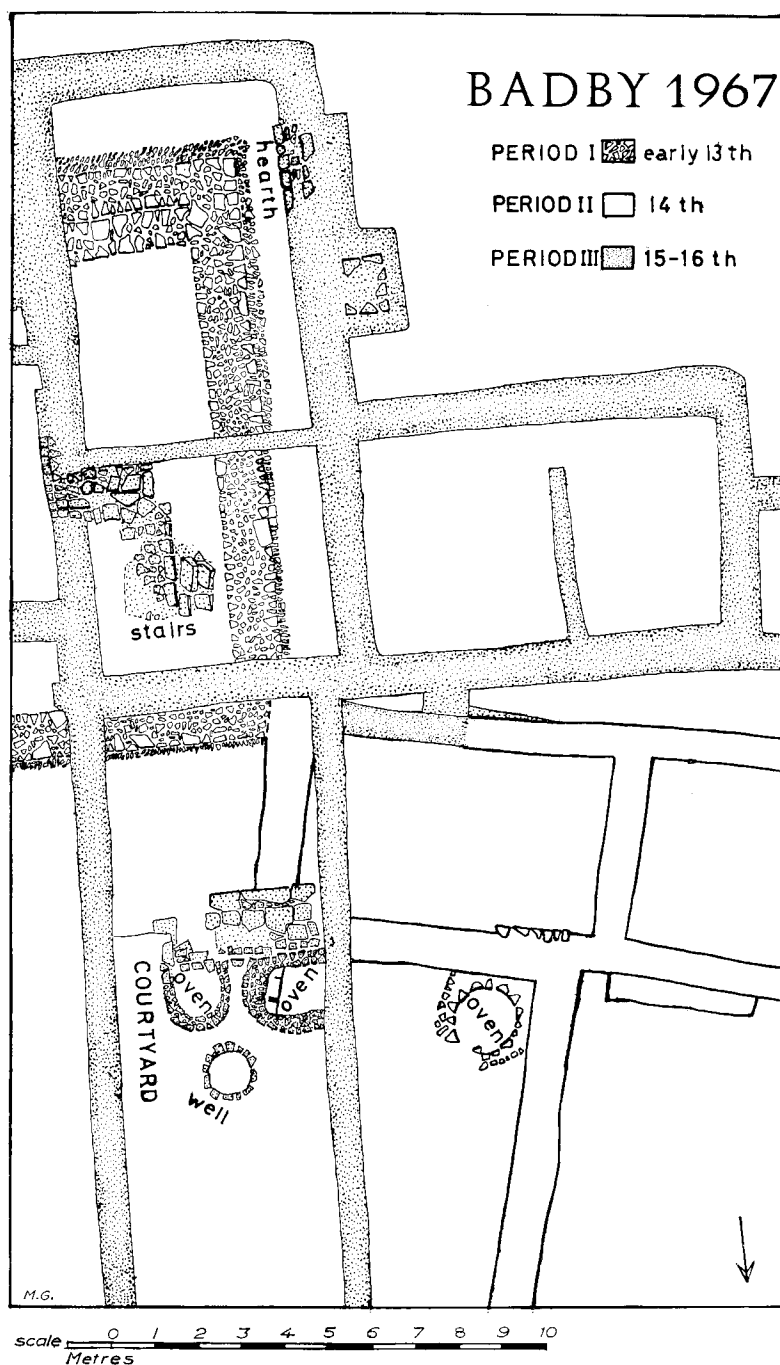 BADBY 1967
PERIOD I early 13th
PERIOD II 14th
PERIOD III 15-16th
hearth
stairs
COURTYARD
oven
oven
oven
well
M.G.
scale 0 1 2 3 4 5 6 7 8 9 10
Metres